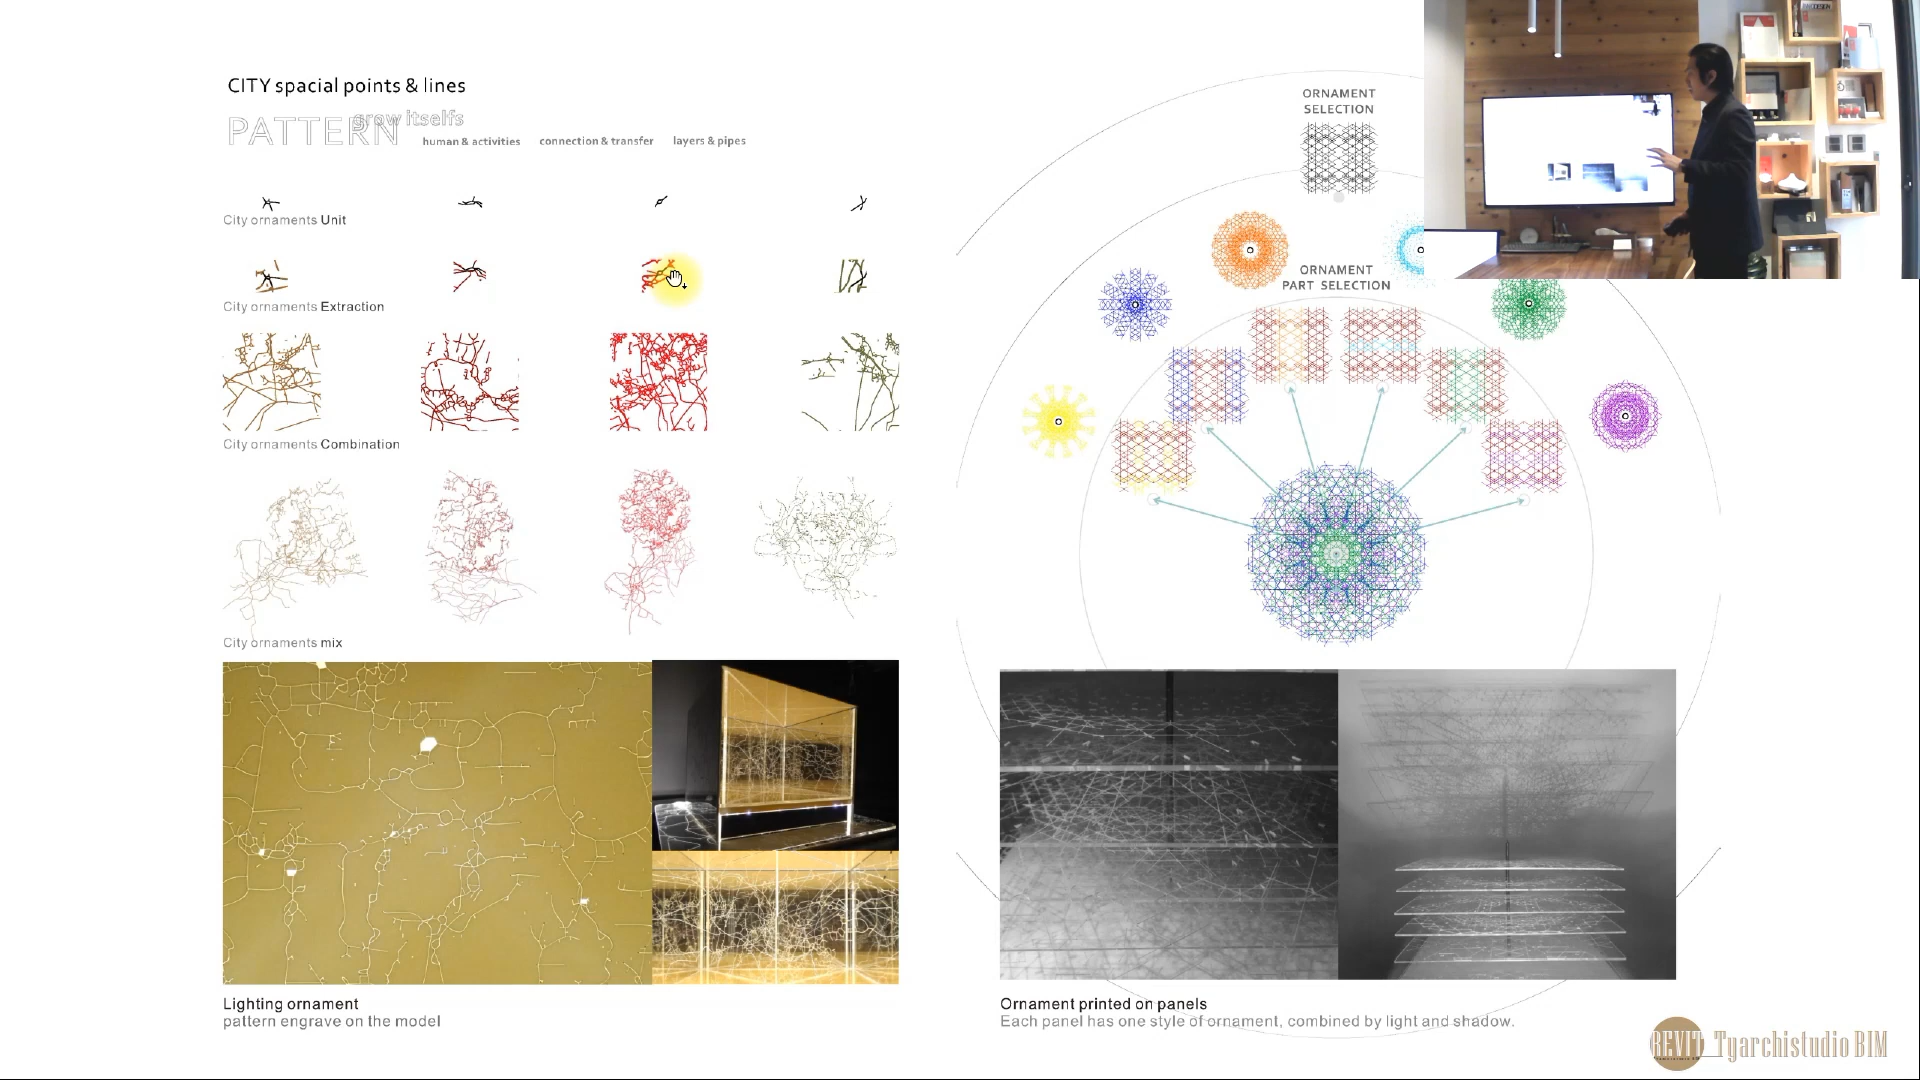 CITY spacial points & lines
PATTERN
grow itselfs
human & activities
connection & transfer
layers & pipes
City ornaments Unit
City ornaments Extraction
City ornaments Combination
City ornaments mix
Lighting ornament
pattern engrave on the model
ORNAMENT
SELECTION
ORNAMENT
PART SELECTION
Ornament printed on panels
Each panel has one style of ornament, combined by light and shadow.
REVIT Tyarchistudio BIM